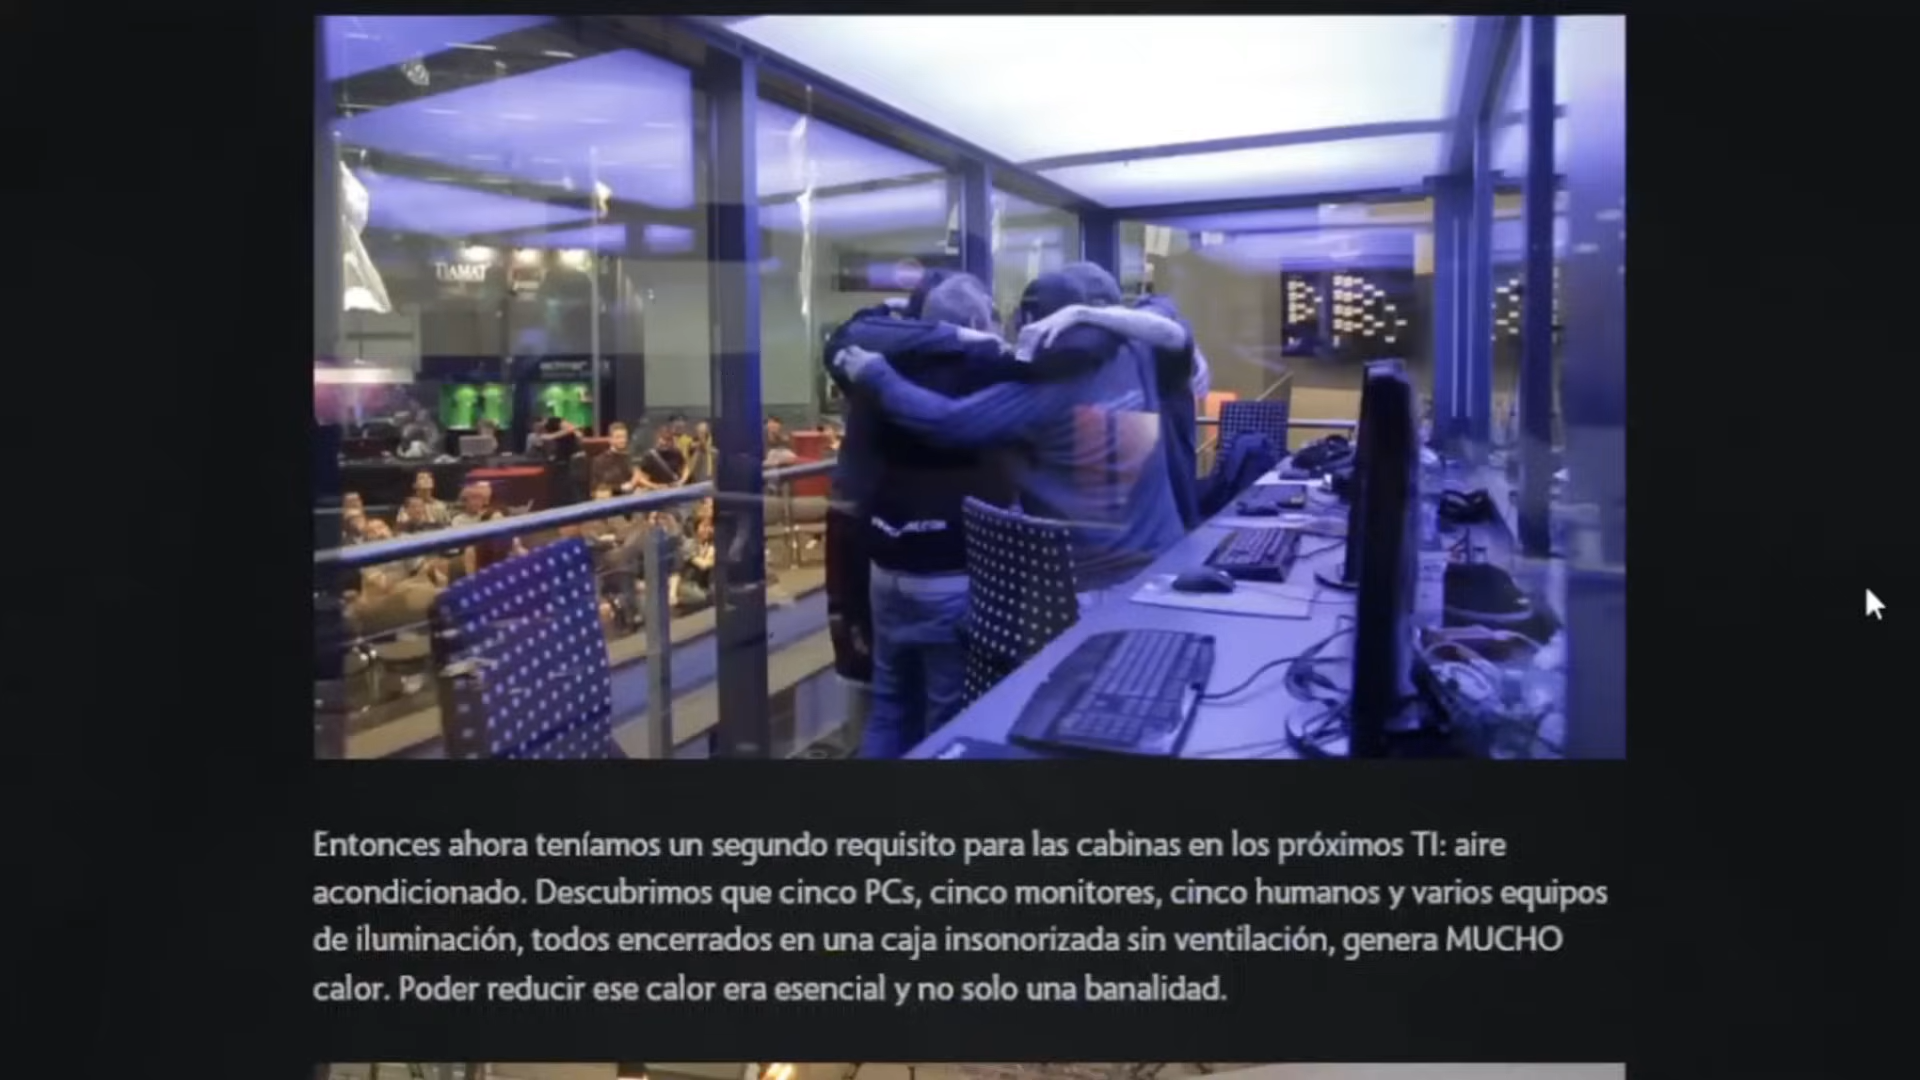 TIAMAT
Entonces ahora teníamos un segundo requisito para las cabinas en los próximos TI: aire
acondicionado. Descubrimos que cinco PCs, cinco monitores, cinco humanos y varios equipos
de iluminación, todos encerrados en una caja insonorizada sin ventilación, genera MUCHO
calor. Poder reducir ese calor era esencial y no solo una banalidad.